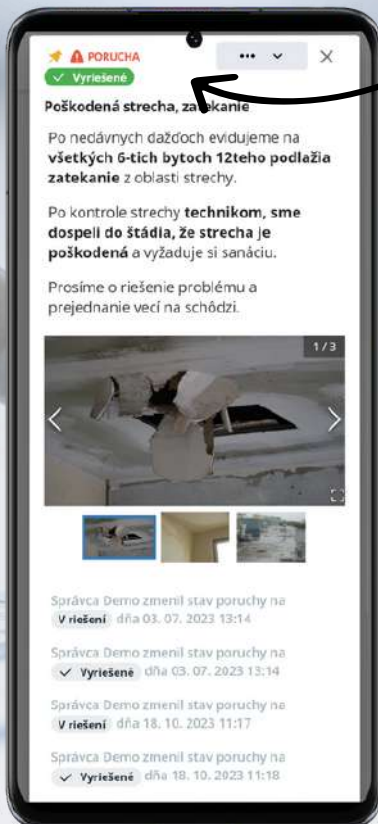 PORUCHA
Vyriešené
Poškodená strecha, zatekanie
Po nedávnych dažďoch evidujeme na
všetkých 6-tich bytoch 12teho podlažia
zatekanie z oblasti strechy.
Po kontrole strechy technikom, sme
dospeli do štádia, že strecha je
poškodená a vyžaduje si sanáciu.
Prosíme o riešenie problému a
prejednanie vecí na schôdzi.
1/3
Správca Demo zmenil stav poruchy na
V riešení dňa 03. 07. 2023 13:14
Správca Demo zmenil stav poruchy na
Vyriešené dňa 03. 07. 2023 13:14
Správca Demo zmenil stav poruchy na
V riešení dňa 18. 10. 2023 11:17
Správca Demo zmenil stav poruchy na
Vyriešené dňa 18. 10. 2023 11:18